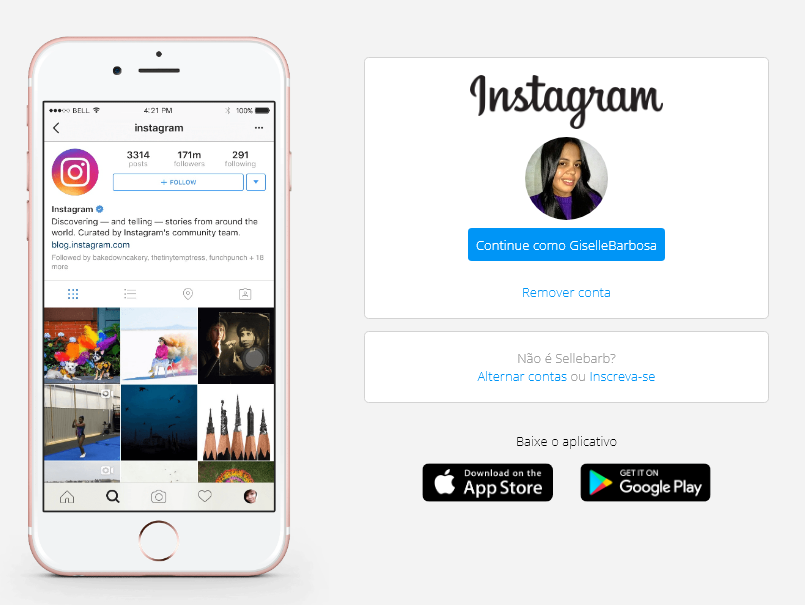 BELL 4:21 PM 100%
instagram
3314 171m 291
posts followers following
+ FOLLOW
Instagram
Discovering — and telling — stories from around the
world. Curated by Instagram's community team.
blog.instagram.com
Followed by bakedowncakery, thetinytemptress, funchpunch + 18
more
Instagram
Continue como GiselleBarbosa
Remover conta
Não é Sellebarb?
Alternar contas ou Inscreva-se
Baixe o aplicativo
Download on the
App Store
GET IT ON
Google Play